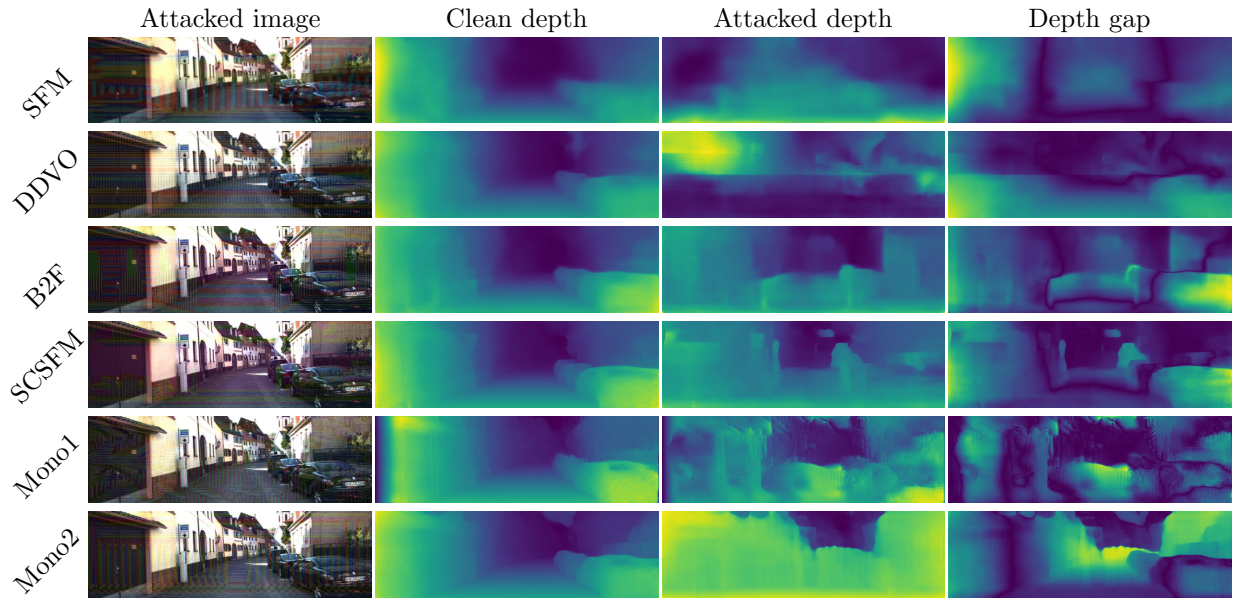 Attacked image Clean depth Attacked depth Depth gap
SFM
DDVO
B2F
SCSFM
Mono1
Mono2